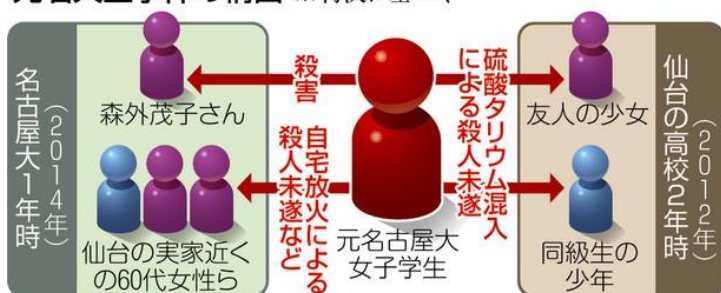 名古屋大1年時
（2014年）
森外茂子さん
仙台の実家近く
の60代女性ら
殺害
自宅放火による
殺人未遂など
元名古屋大
女子学生
硫酸タリウム混入
による殺人未遂
友人の少女
同級生の
少年
仙台の高校2年時
（2012年）